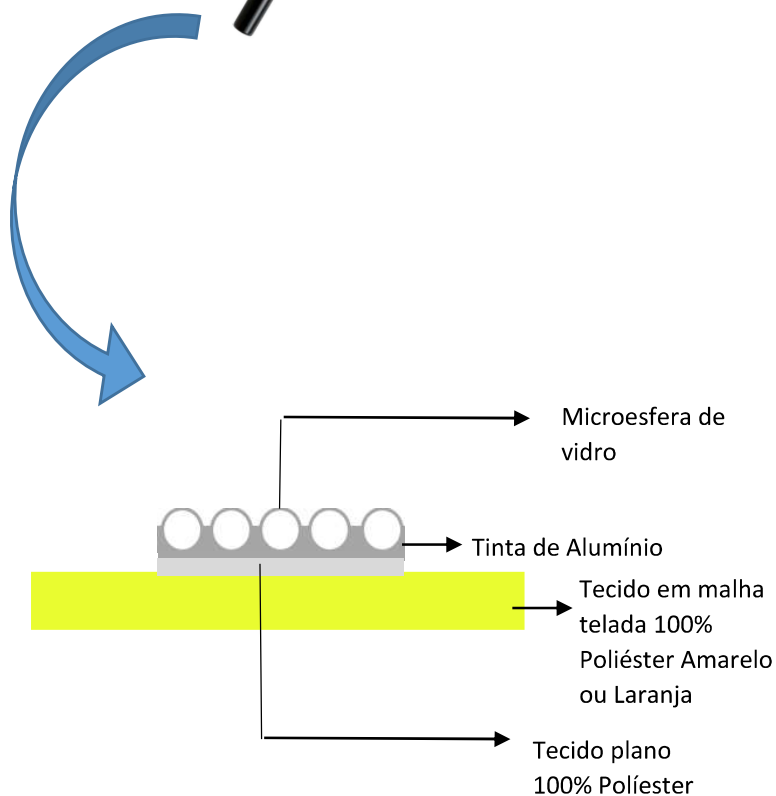 Microesfera de
vidro
Tinta de Alumínio
Tecido em malha
telada 100%
Poliéster Amarelo
ou Laranja
Tecido plano
100% Políester